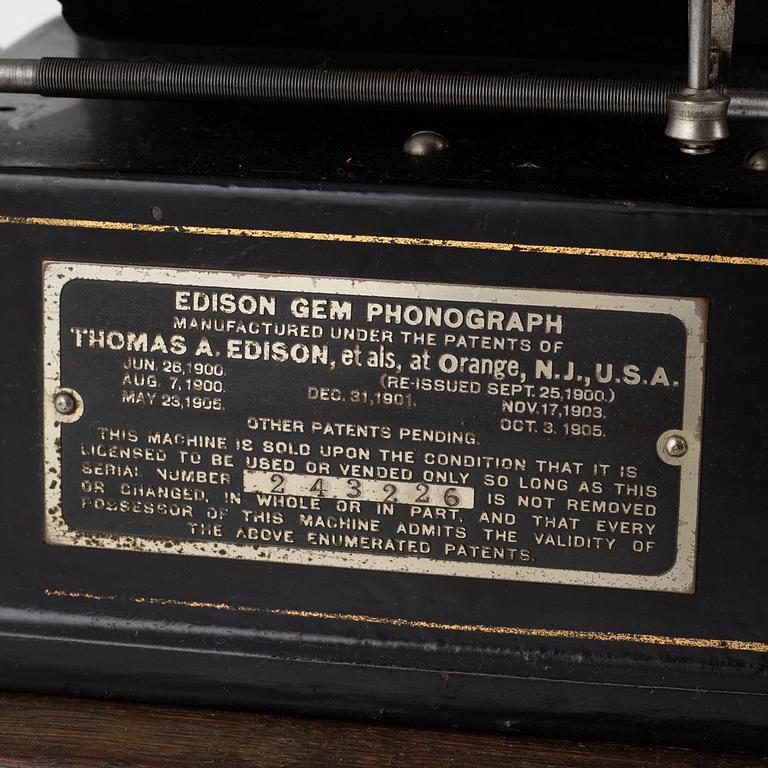 EDISON GEM PHONOGRAPH
MANUFACTURED UNDER THE PATENTS OF
THOMAS A. EDISON, et als, at Orange, N.J., U.S.A.
JUN. 26,1900. (RE-ISSUED SEPT. 25,1900.)
AUG. 7, 1900. DEC. 31,1901. NOV. 17, 1903.
MAY 23, 1905. OCT. 3. 1905.
OTHER PATENTS PENDING.
THIS MACHINE IS SOLD UPON THE CONDITION THAT IT IS
LICENSED TO BE USED OR VENDED ONLY SO LONG AS THIS
SERIAL NUMBER 243226 IS NOT REMOVED
OR CHANGED, IN WHOLE OR IN PART, AND THAT EVERY
POSSESSOR OF THIS MACHINE ADMITS THE VALIDITY OF
THE ABOVE ENUMERATED PATENTS.